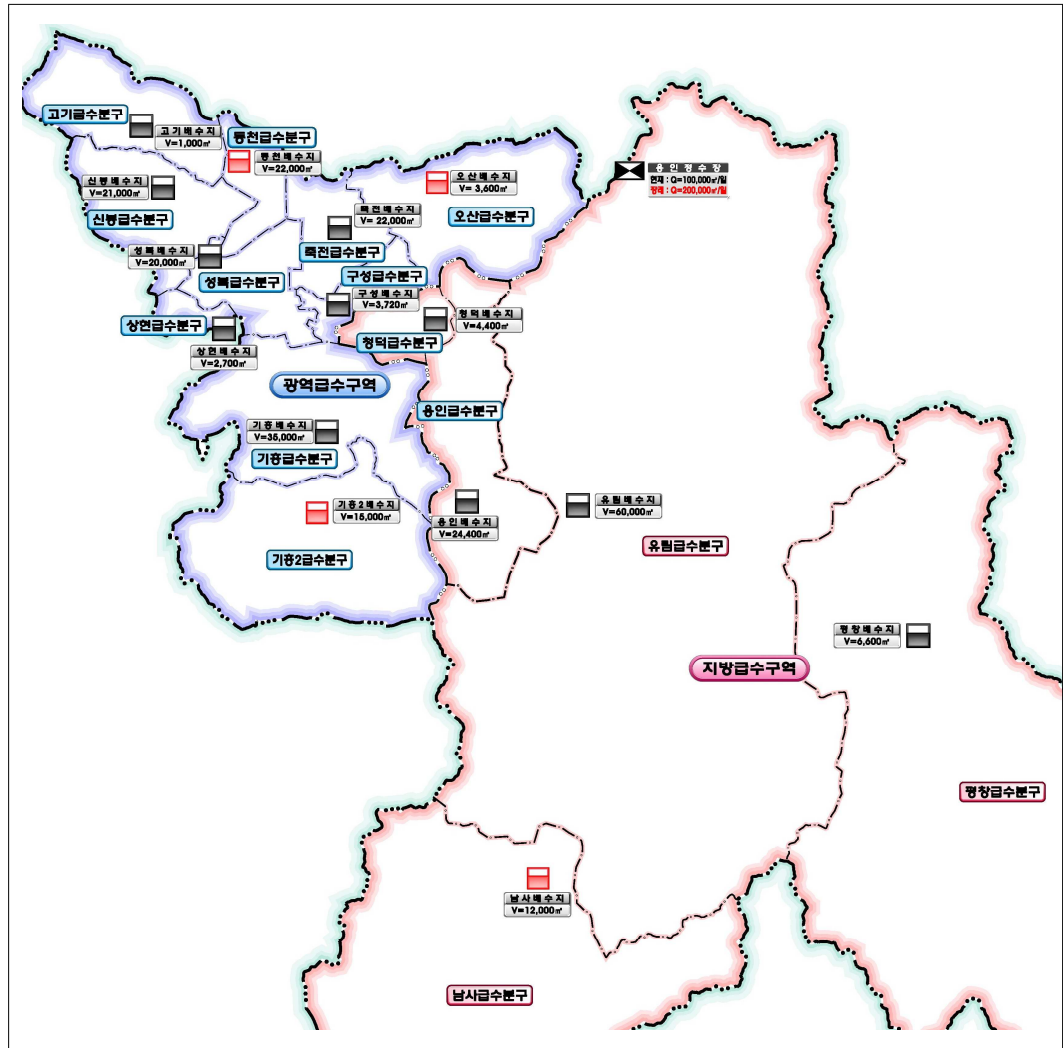 고기급수분구
고기배수지
V=1,000㎥
동천급수분구
동천배수지
V=22,000㎥
신봉배수지
V=21,000㎥
신봉급수분구
오산배수지
V= 3,600㎥
오산급수분구
용인정수장
현재 : Q=100,000㎥/일
장래 : Q=200,000㎥/일
죽전배수지
V= 22,000㎥
죽전급수분구
성복배수지
V=20,000㎥
성복급수분구
구성급수분구
구성배수지
V=3,720㎥
상현급수분구
상현배수지
V=2,700㎥
청덕배수지
V=4,400㎥
청덕급수분구
광역급수구역
용인급수분구
기흥배수지
V=35,000㎥
기흥급수분구
기흥2배수지
V=15,000㎥
용인배수지
V=24,400㎥
유림배수지
V=60,000㎥
유림급수분구
기흥2급수분구
평창배수지
V=6,600㎥
지방급수구역
평창급수분구
남사배수지
V=12,000㎥
남사급수분구